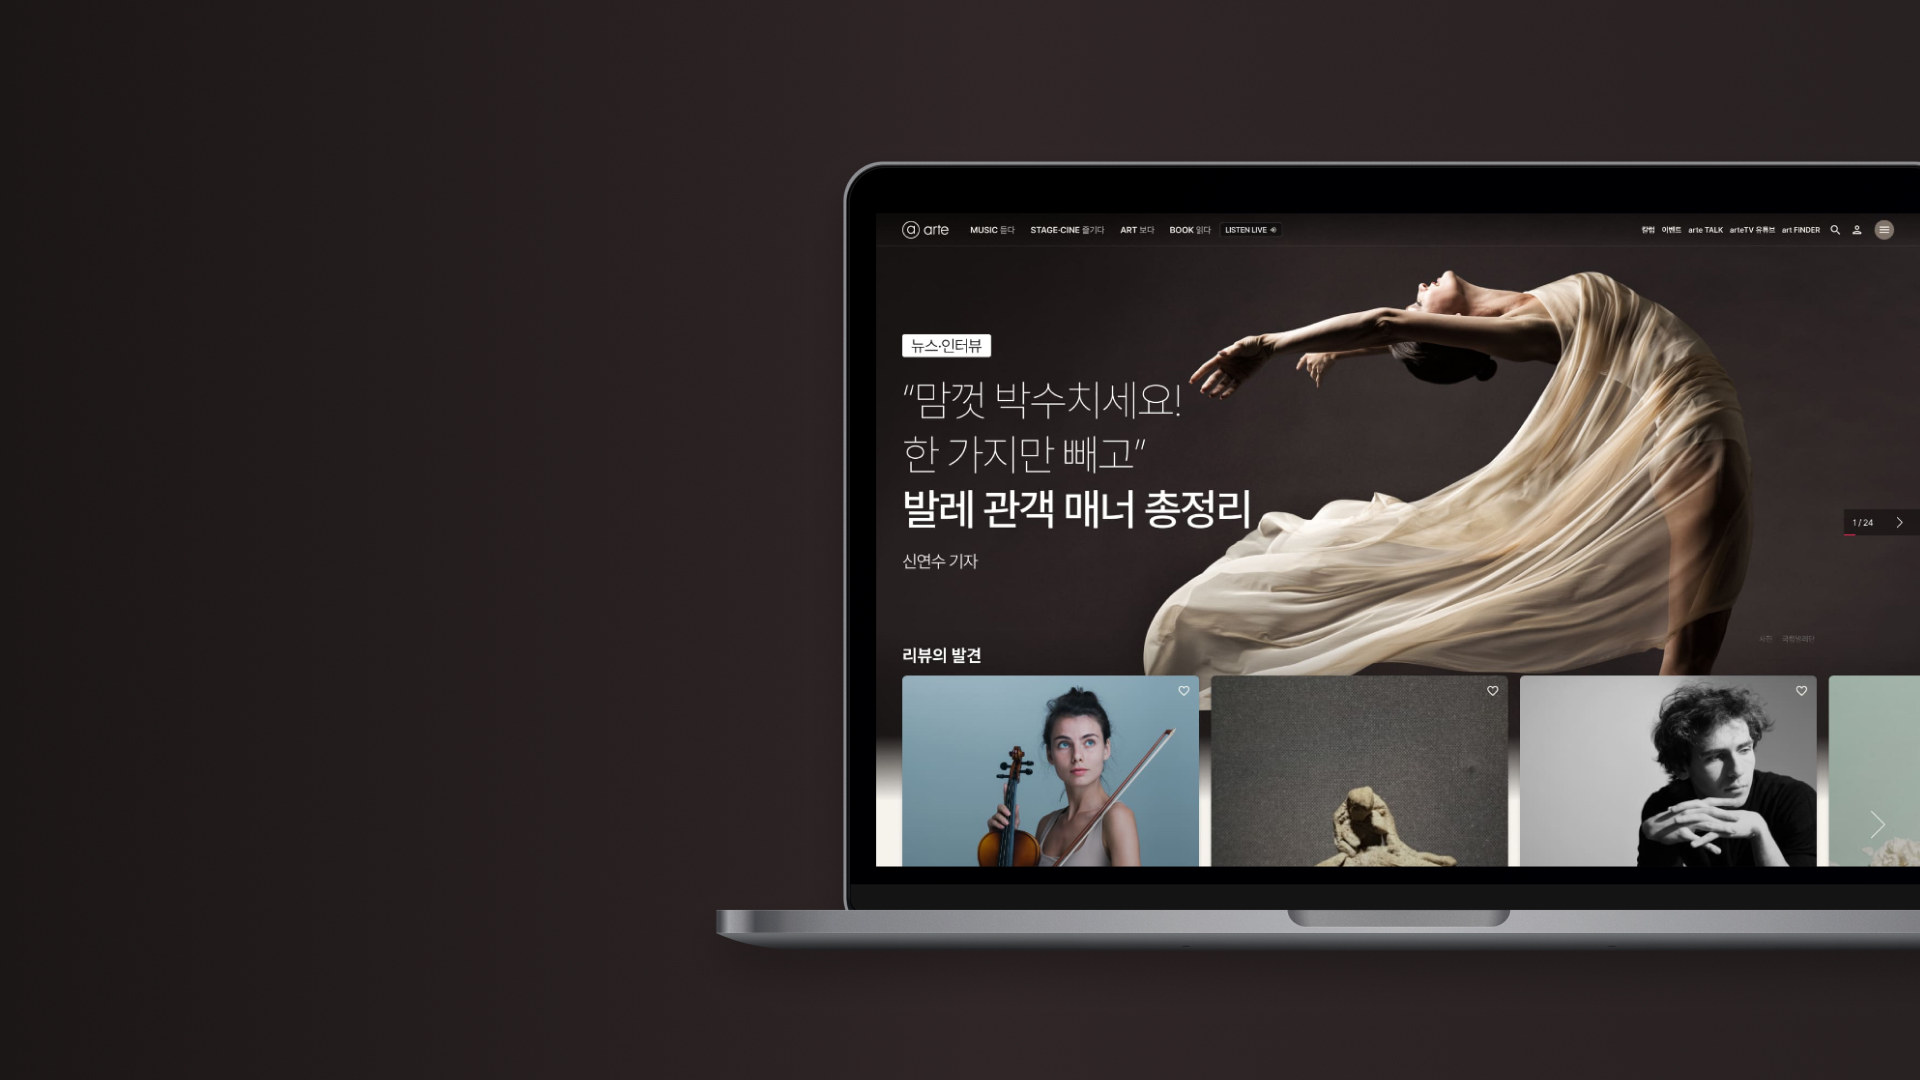 arte
MUSIC 듣다 STAGE·CINE 즐기다 ART 보다 BOOK 읽다 LISTEN LIVE
칼럼 이벤트 arte TALK arteTV 유튜브 art FINDER
뉴스·인터뷰
“맘껏 박수치세요!
한 가지만 빼고”
발레 관객 매너 총정리
신연수 기자
1 / 24
리뷰의 발견